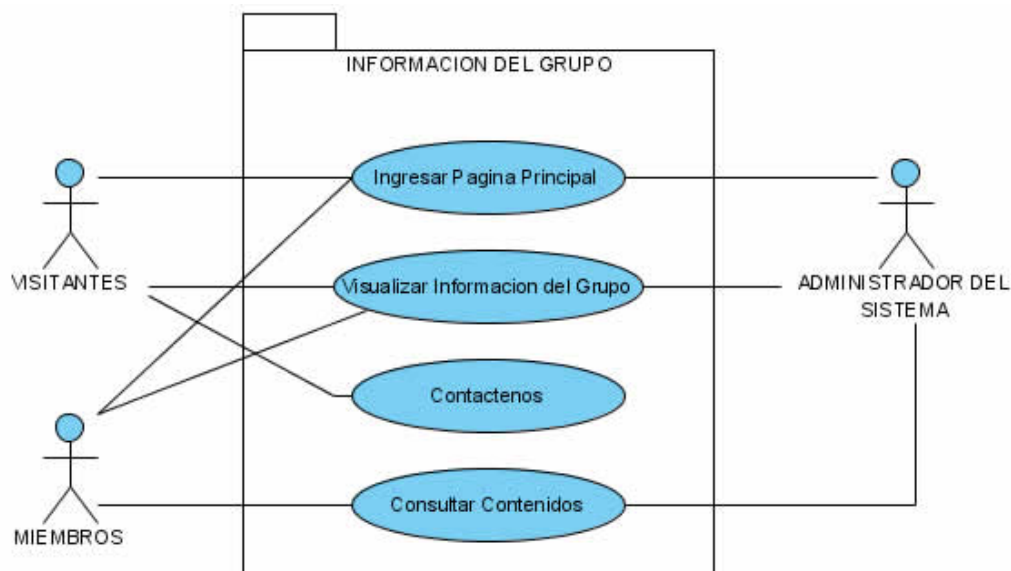 INFORMACION DEL GRUPO
Ingresar Pagina Principal
VISITANTES
Visualizar Informacion del Grupo
ADMINISTRADOR DEL
SISTEMA
Contactenos
MIEMBROS
Consultar Contenidos